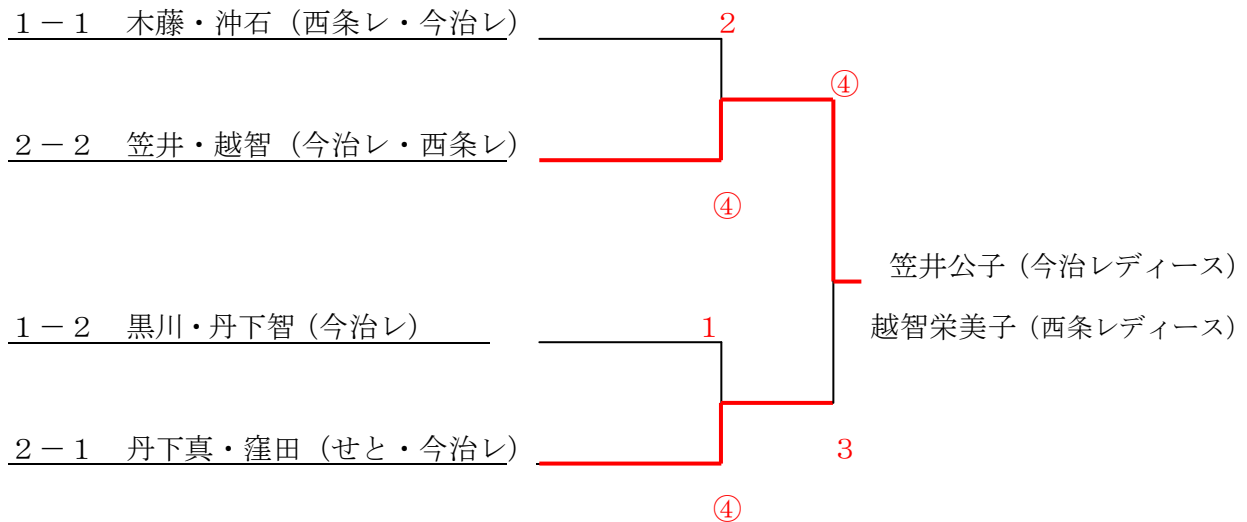 １－１　木藤・沖石（西条レ・今治レ）
２
④
２－２　笠井・越智（今治レ・西条レ）
④
笠井公子（今治レディース）
１－２　黒川・丹下智（今治レ）
１
越智栄美子（西条レディース）
２－１　丹下真・窪田（せと・今治レ）
３
④